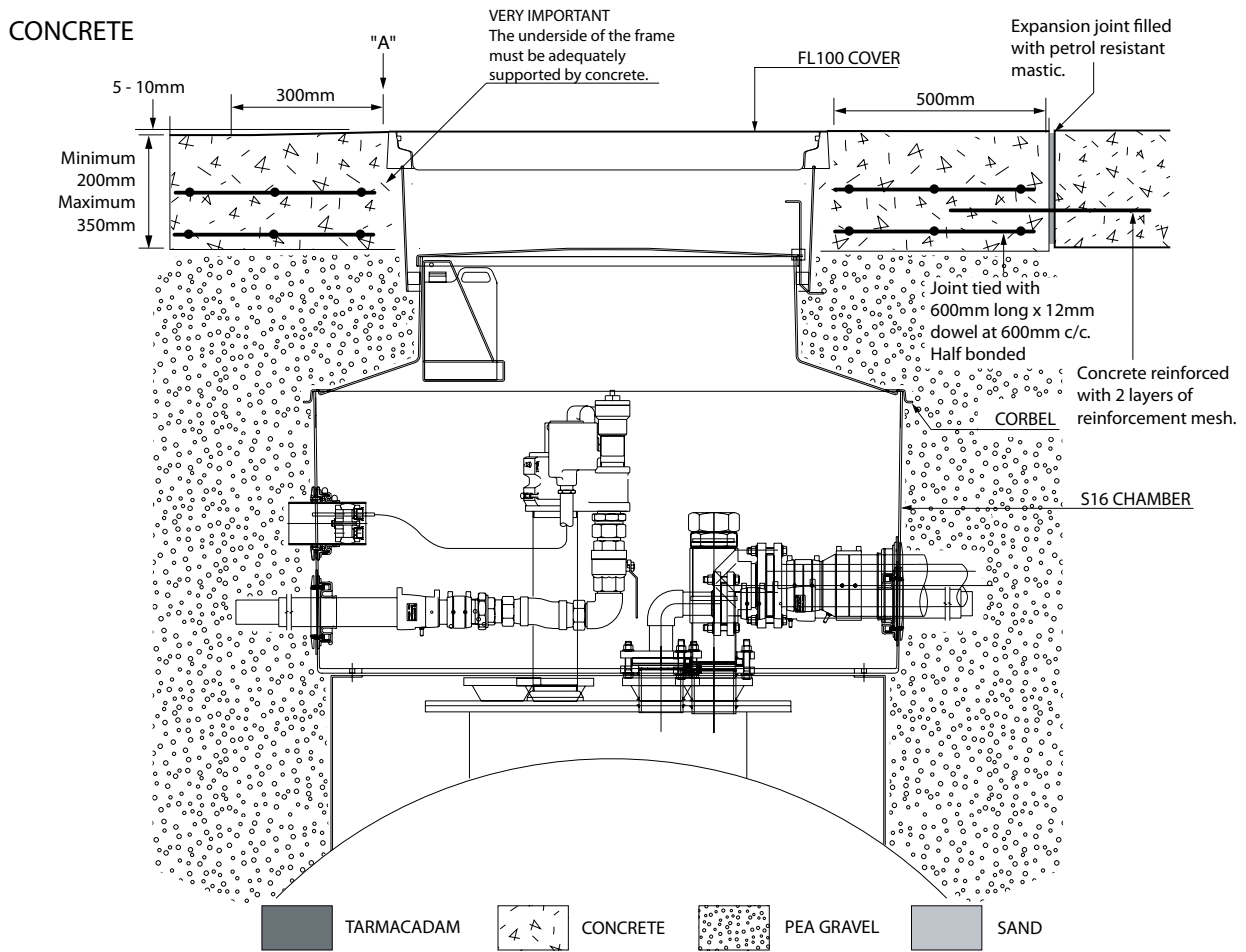 CONCRETE
"A"
VERY IMPORTANT
The underside of the frame
must be adequately
supported by concrete.
FL100 COVER
Expansion joint filled
with petrol resistant
mastic.
5 - 10mm
300mm
500mm
Minimum
200mm
Maximum
350mm
Joint tied with
600mm long x 12mm
dowel at 600mm c/c.
Half bonded
Concrete reinforced
with 2 layers of
reinforcement mesh.
CORBEL
S16 CHAMBER
TARMACADAM
CONCRETE
PEA GRAVEL
SAND